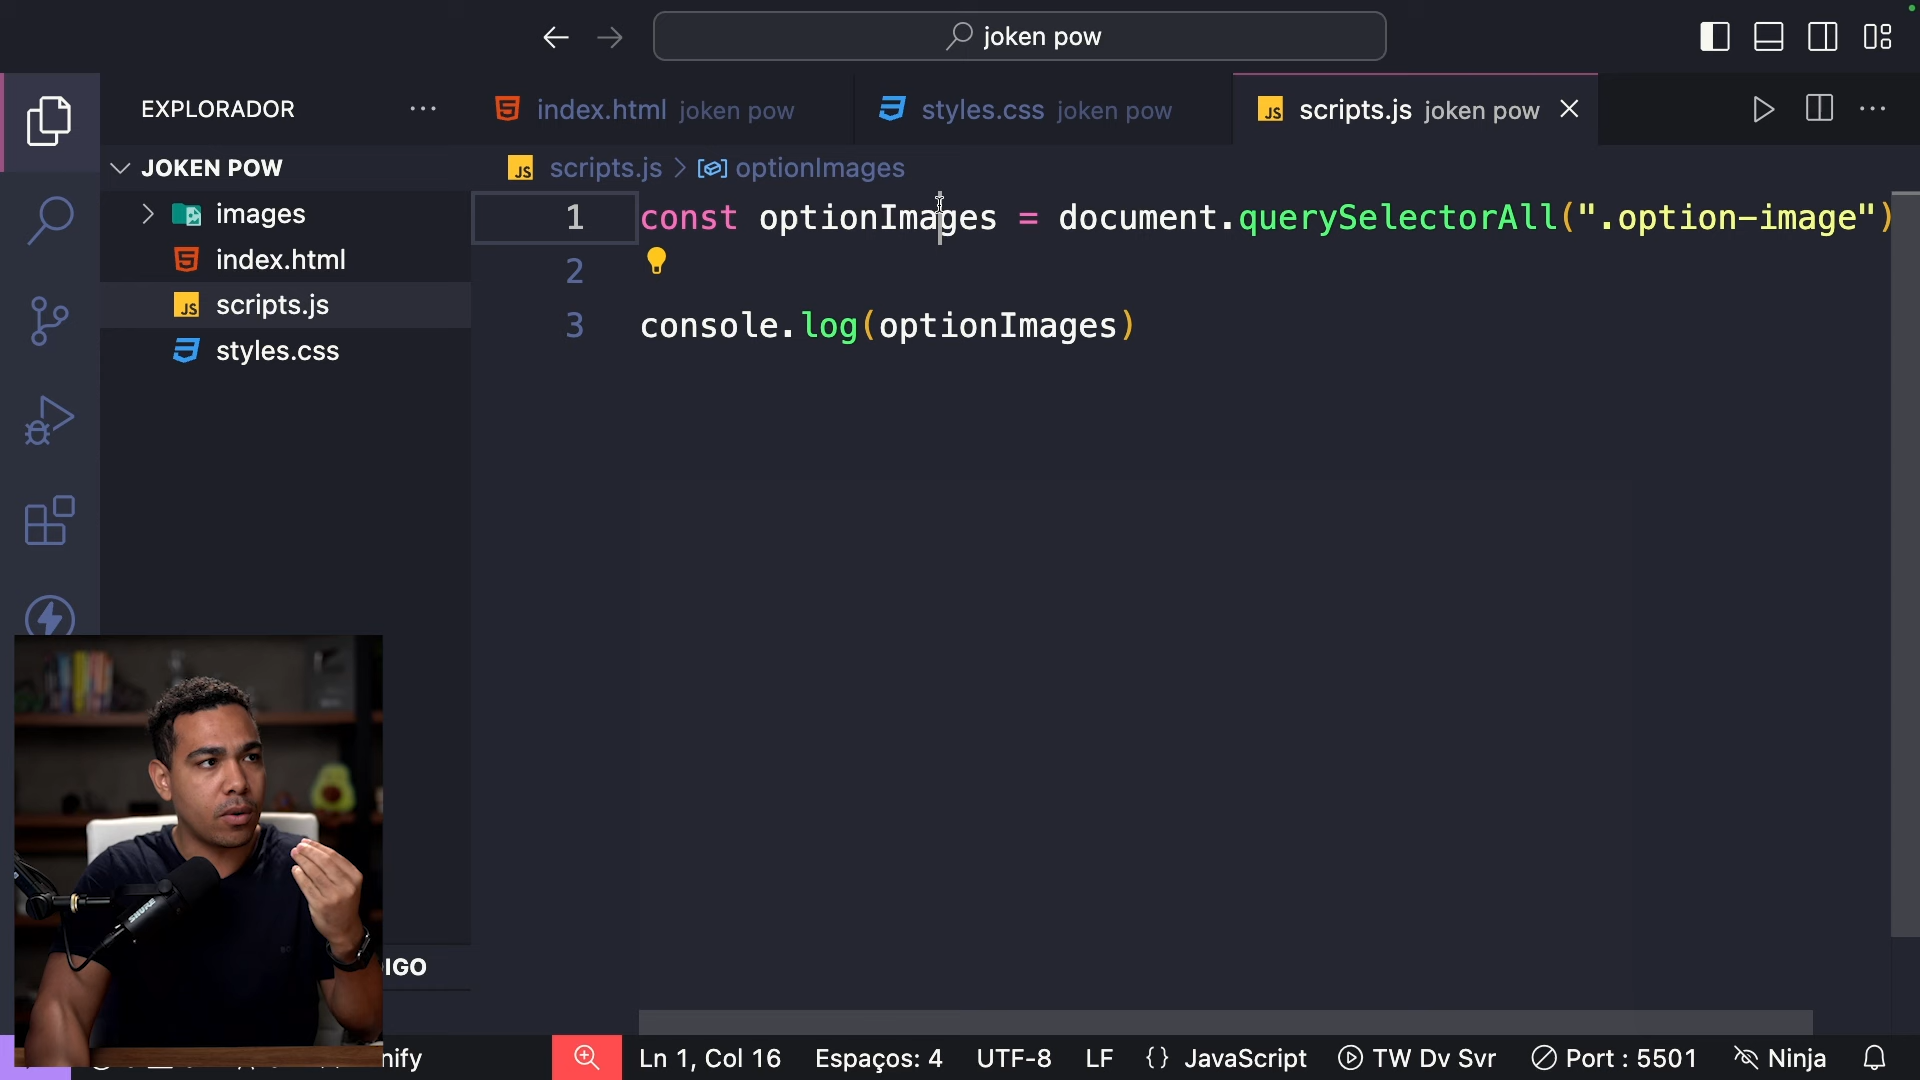 joken pow
EXPLORADOR
index.html joken pow
styles.css joken pow
scripts.js joken pow
JOKEN POW
scripts.js > optionImages
images
index.html
scripts.js
styles.css
1 const optionImages = document.querySelectorAll(".option-image")
2
3 console.log(optionImages)
SHURE
IGO
nify
Ln 1, Col 16
Espaços: 4
UTF-8
LF
{} JavaScript
TW Dv Svr
Port : 5501
Ninja